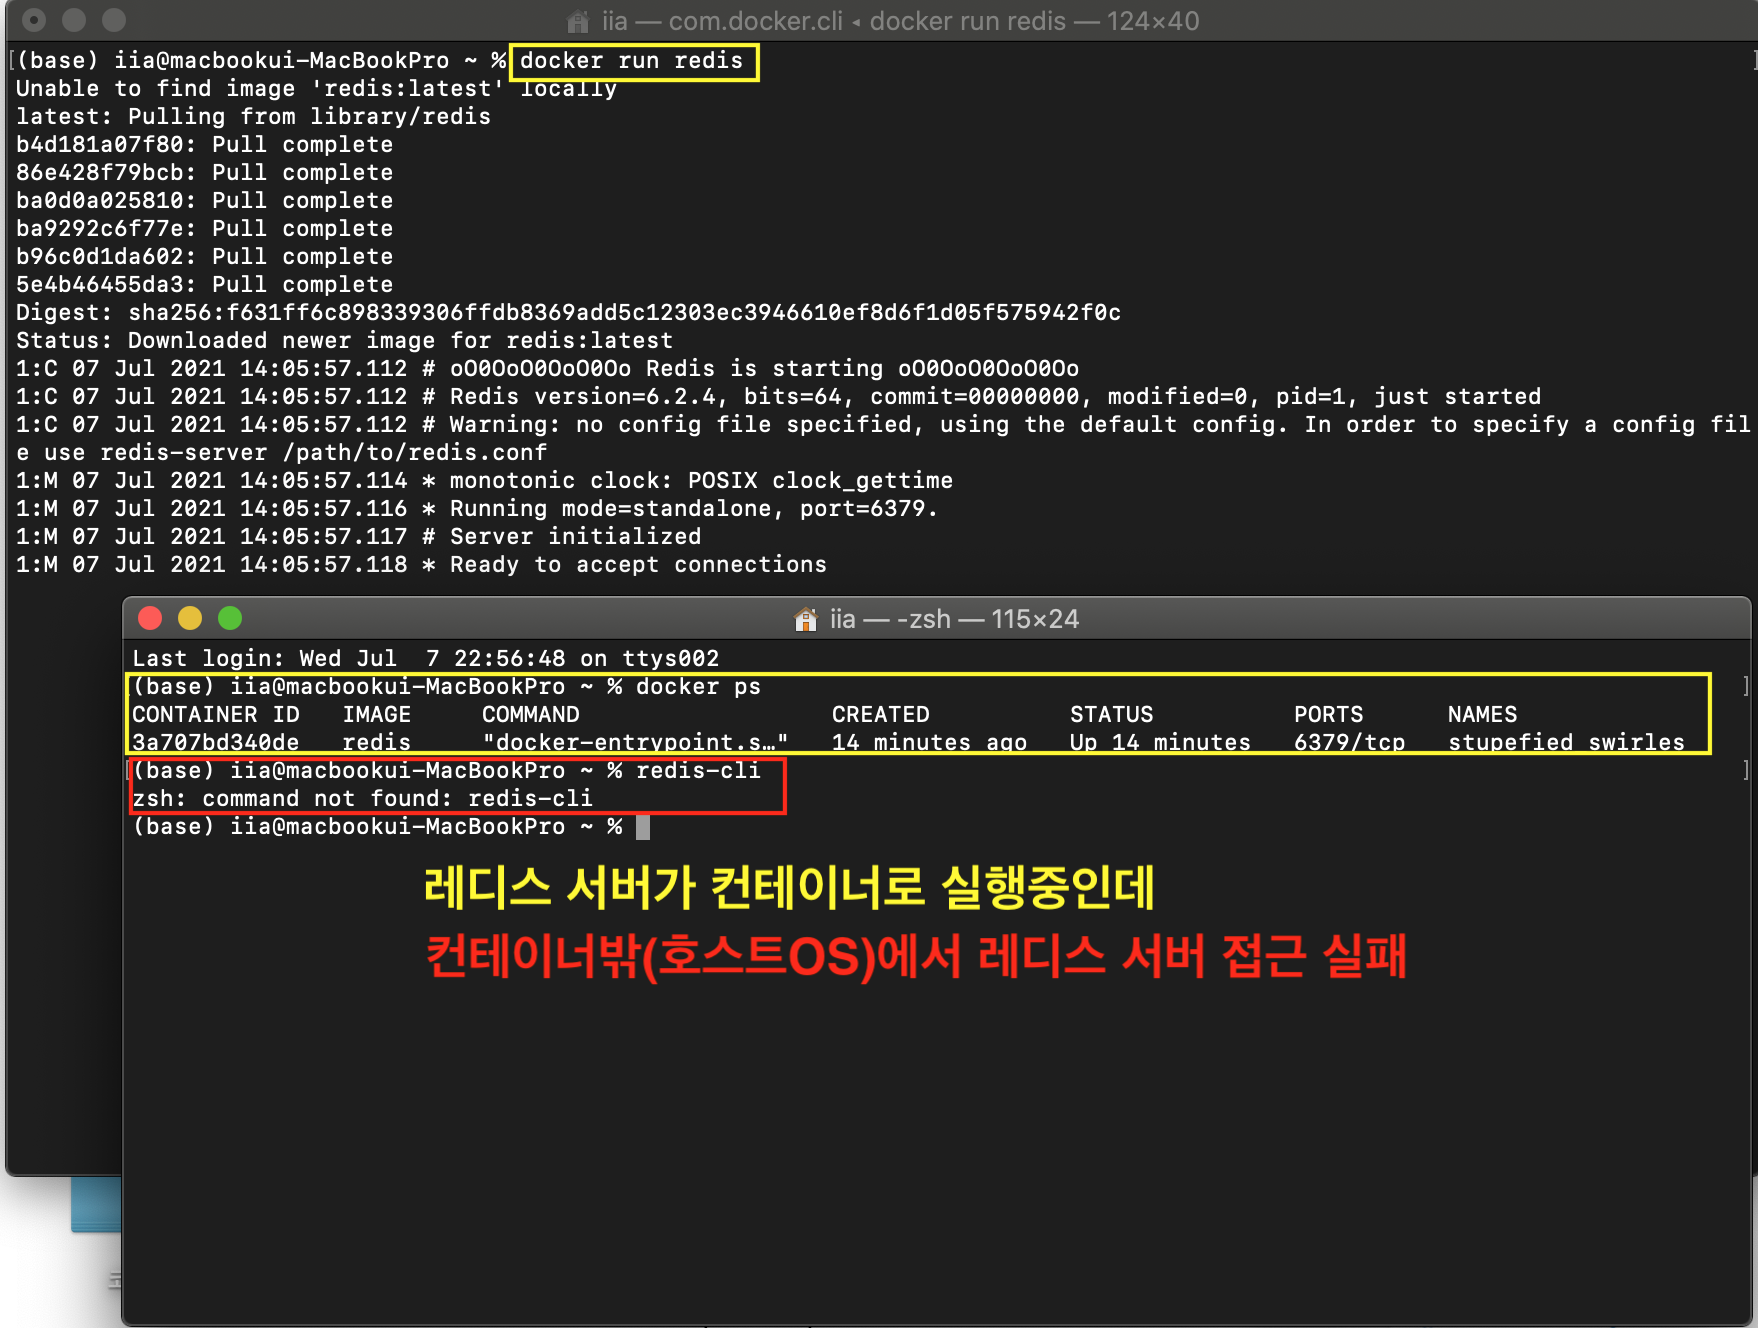 iia — com.docker.cli ◂ docker run redis — 124×40
(base) iia@macbookui-MacBookPro ~ % docker run redis
Unable to find image 'redis:latest' locally
latest: Pulling from library/redis
b4d181a07f80: Pull complete
86e428f79bcb: Pull complete
ba0d0a025810: Pull complete
ba9292c6f77e: Pull complete
b96c0d1da602: Pull complete
5e4b46455da3: Pull complete
Digest: sha256:f631ff6c898339306ffdb8369add5c12303ec3946610ef8d6f1d05f575942f0c
Status: Downloaded newer image for redis:latest
1:C 07 Jul 2021 14:05:57.112 # oO0OoO0OoO0Oo Redis is starting oO0OoO0OoO0Oo
1:C 07 Jul 2021 14:05:57.112 # Redis version=6.2.4, bits=64, commit=00000000, modified=0, pid=1, just started
1:C 07 Jul 2021 14:05:57.112 # Warning: no config file specified, using the default config. In order to specify a config fil
e use redis-server /path/to/redis.conf
1:M 07 Jul 2021 14:05:57.114 * monotonic clock: POSIX clock_gettime
1:M 07 Jul 2021 14:05:57.116 * Running mode=standalone, port=6379.
1:M 07 Jul 2021 14:05:57.117 # Server initialized
1:M 07 Jul 2021 14:05:57.118 * Ready to accept connections
iia — -zsh — 115×24
Last login: Wed Jul  7 22:56:48 on ttys002
(base) iia@macbookui-MacBookPro ~ % docker ps
CONTAINER ID   IMAGE     COMMAND                  CREATED          STATUS          PORTS      NAMES
3a707bd340de   redis     "docker-entrypoint.s…"   14 minutes ago   Up 14 minutes   6379/tcp   stupefied_swirles
(base) iia@macbookui-MacBookPro ~ % redis-cli
zsh: command not found: redis-cli
(base) iia@macbookui-MacBookPro ~ %
레디스 서버가 컨테이너로 실행중인데
컨테이너밖(호스트OS)에서 레디스 서버 접근 실패